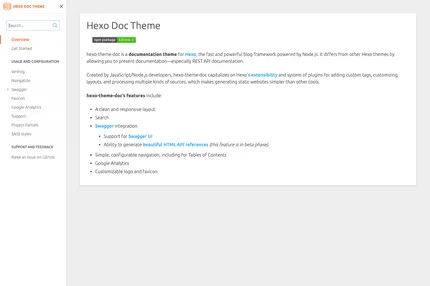 HEXO DOC THEME
Search...
Overview
Get Started
USAGE AND CONFIGURATION
Writing
Navigation
Swagger
Favicon
Google Analytics
Support
Project Parents
SMSS Styles
SUPPORT AND FEEDBACK
Raise an issue on Github
Hexo Doc Theme
npm package
hexo-theme-doc is a documentation theme for Hexo, the fast and powerful blog framework powered by Node.js. It differs from other Hexo themes by
allowing you to present documentation—especially REST API documentation.
Created by JavaScript/Node.js developers, hexo-theme-doc capitalizes on Hexo's extensibility and system of plugins for adding custom tags, customizing
layouts, and processing multiple kinds of sources, which makes generating static websites simpler than other tools.
hexo-theme-doc's features include:
A clean and responsive layout
Search
Swagger integration
Support for Swagger UI
Ability to generate beautiful HTML API references (this feature is in beta phase)
Simple, configurable navigation, including for Tables of Contents
Google Analytics
Customizable logo and favicon